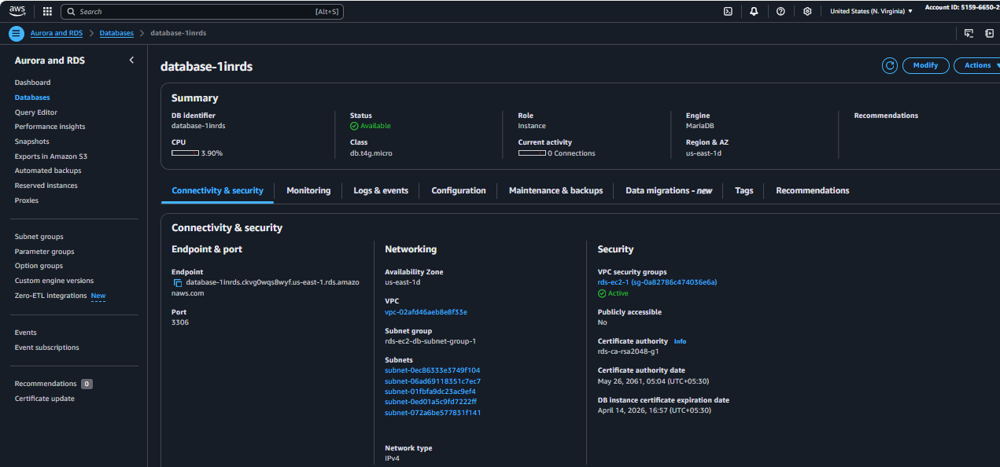 aws
Search [Alt+S]
United States (N. Virginia)
Account ID: 5159-6650-2
Aurora and RDS
Databases
database-1inrds
Aurora and RDS
Dashboard
Databases
Query Editor
Performance insights
Snapshots
Exports in Amazon S3
Automated backups
Reserved instances
Proxies
Subnet groups
Parameter groups
Option groups
Custom engine versions
Zero-ETL integrations New
Events
Event subscriptions
Recommendations 0
Certificate update
database-1inrds
Modify
Actions
Summary
DB identifier
database-1inrds
CPU
3.90%
Status
Available
Class
db.t4g.micro
Role
Instance
Current activity
0 Connections
Engine
MariaDB
Region & AZ
us-east-1d
Recommendations
Connectivity & security
Monitoring
Logs & events
Configuration
Maintenance & backups
Data migrations - new
Tags
Recommendations
Connectivity & security
Endpoint & port
Endpoint
database-1inrds.ckvg0wqs8wyf.us-east-1.rds.amazo
naws.com
Port
3306
Networking
Availability Zone
us-east-1d
VPC
vpc-02afd46aeb8e8f33e
Subnet group
rds-ec2-db-subnet-group-1
Subnets
subnet-0ec86333e3749f104
subnet-06ad69118351c7ec7
subnet-01fbfa9dc23ac9ef4
subnet-0ed01a5c9fd7222ff
subnet-072a6be577831f141
Network type
IPv4
Security
VPC security groups
rds-ec2-1 (sg-0a82786c474036e6a)
Active
Publicly accessible
No
Certificate authority Info
rds-ca-rsa2048-g1
Certificate authority date
May 26, 2061, 05:04 (UTC+05:30)
DB instance certificate expiration date
April 14, 2026, 16:57 (UTC+05:30)